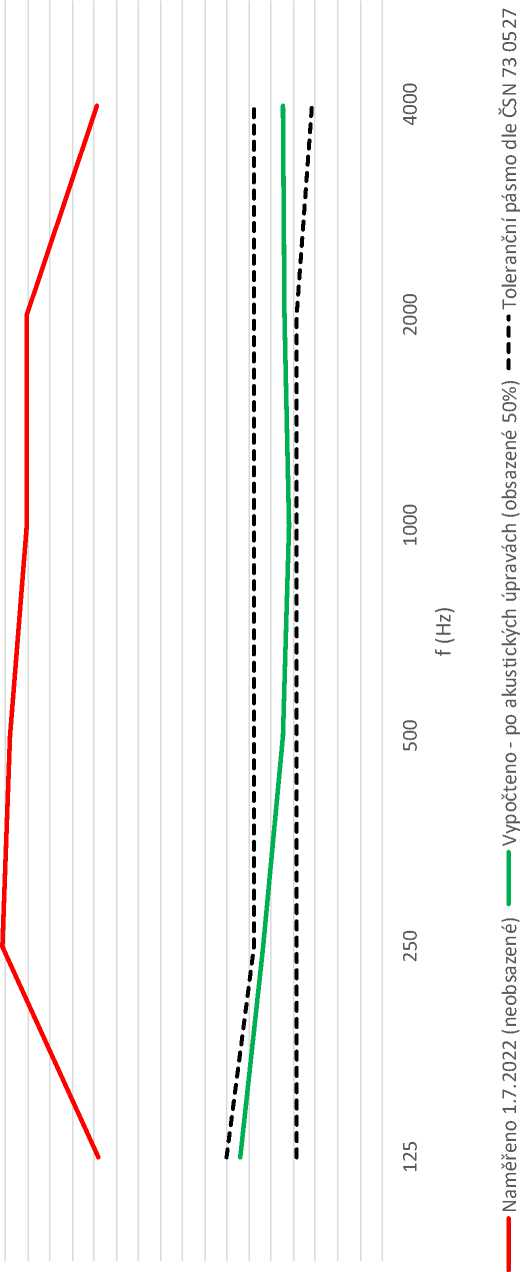 125 250 500 1000 2000 4000
f (Hz)
Naměřeno 1.7.2022 (neobsazené) Vypočteno - po akustických úpravách (obsazené 50%) Toleranční pásmo dle ČSN 73 0527